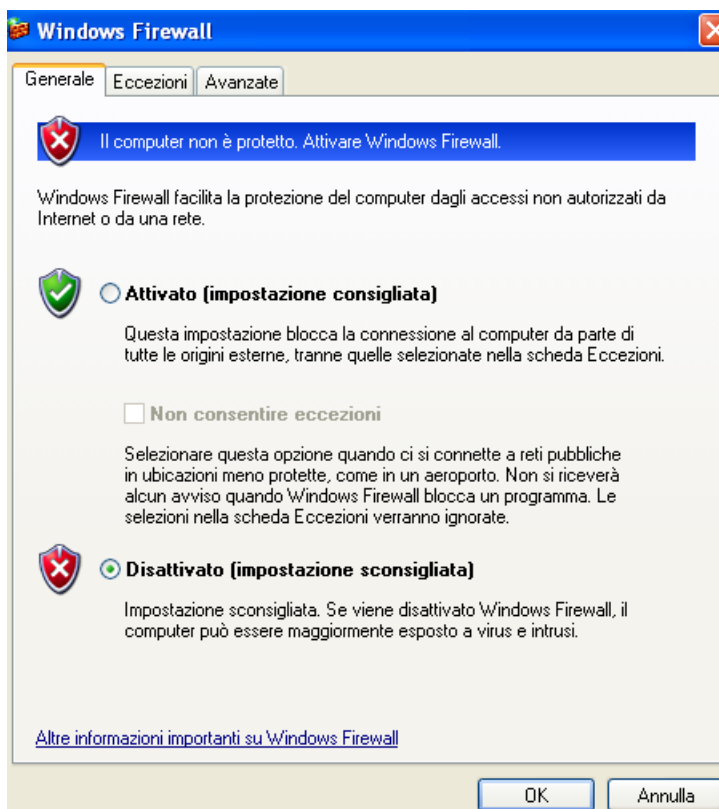 Windows Firewall
Generale Eccezioni Avanzate
Il computer non è protetto. Attivare Windows Firewall.
Windows Firewall facilita la protezione del computer dagli accessi non autorizzati da
Internet o da una rete.
Attivato (impostazione consigliata)
Questa impostazione blocca la connessione al computer da parte di
tutte le origini esterne, tranne quelle selezionate nella scheda Eccezioni.
Non consentire eccezioni
Selezionare questa opzione quando ci si connette a reti pubbliche
in ubicazioni meno protette, come in un aeroporto. Non si riceverà
alcun avviso quando Windows Firewall blocca un programma. Le
selezioni nella scheda Eccezioni verranno ignorate.
Disattivato (impostazione sconsigliata)
Impostazione sconsigliata. Se viene disattivato Windows Firewall, il
computer può essere maggiormente esposto a virus e intrusi.
Altre informazioni importanti su Windows Firewall
OK Annulla